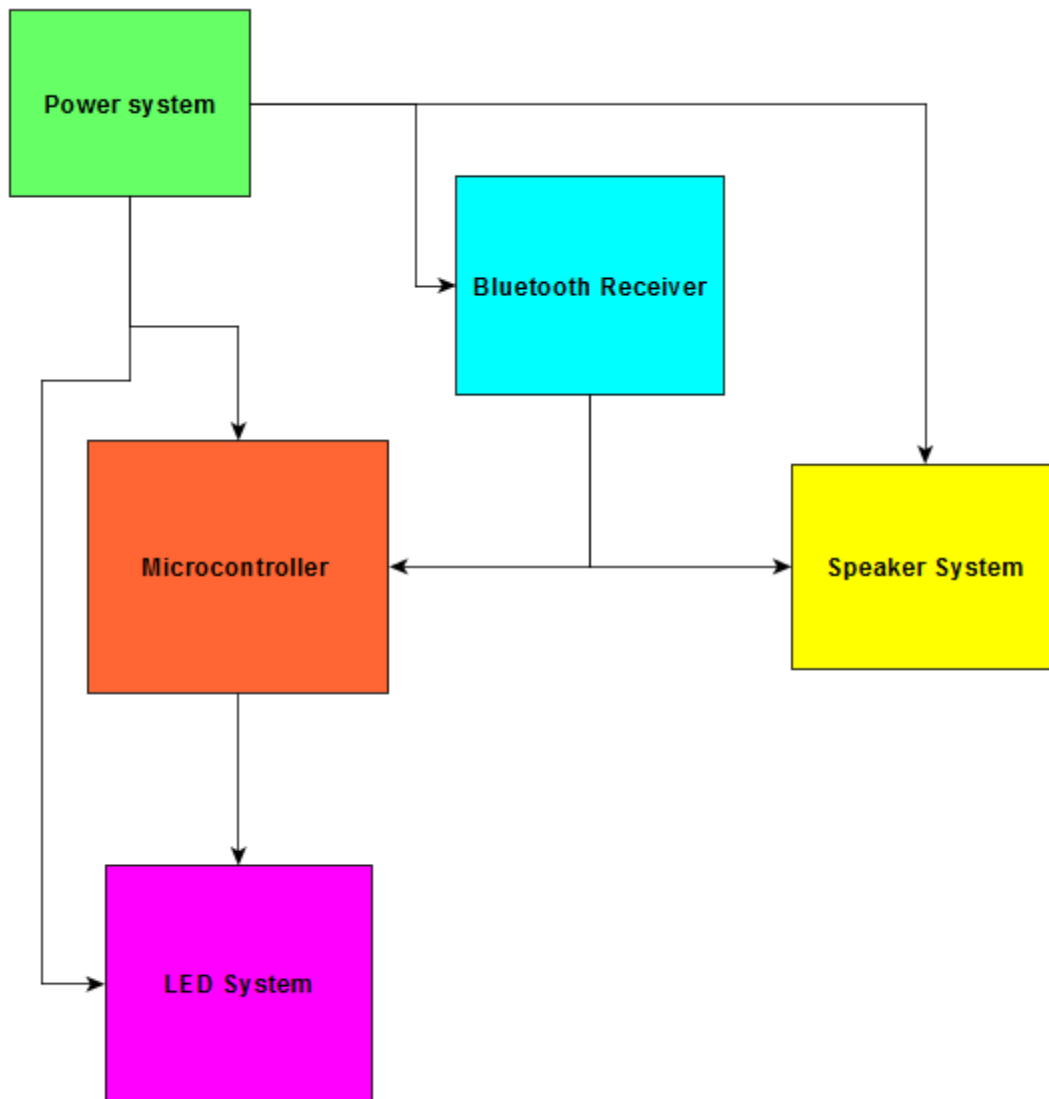 Power system
Bluetooth Receiver
Microcontroller
Speaker System
LED System